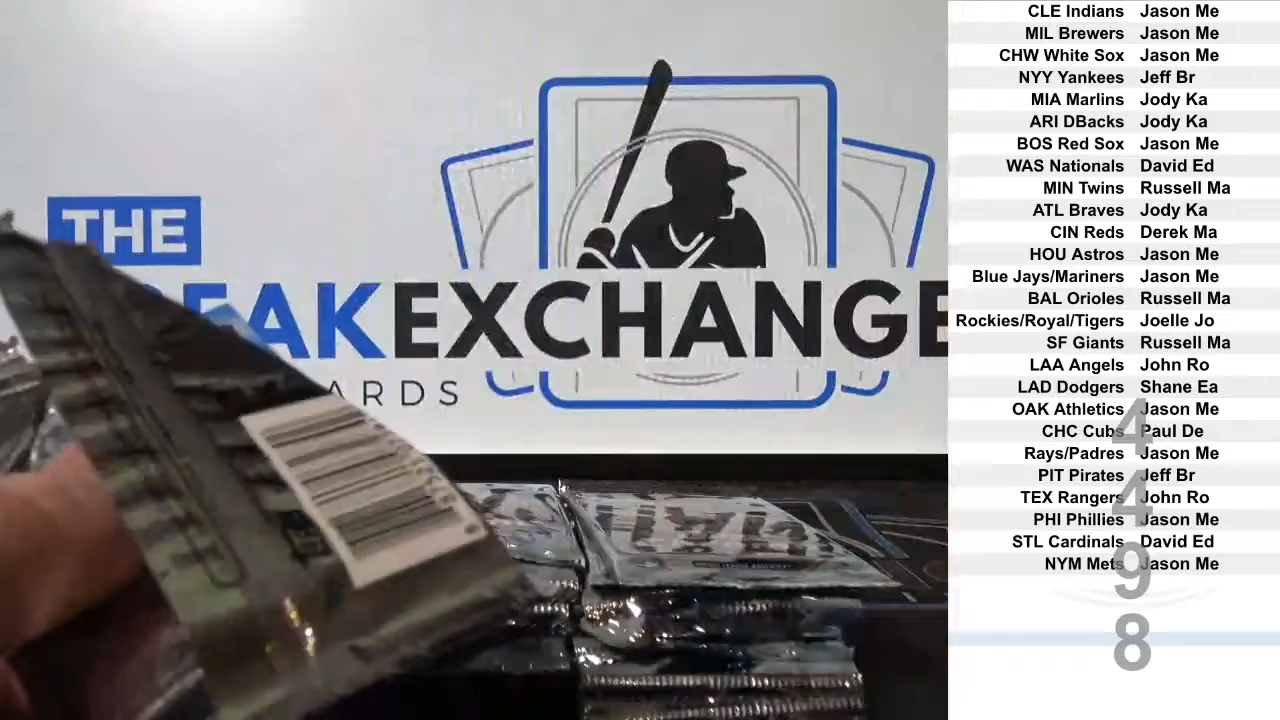 THE
EAKEXCHANGE
ARDS
CLE Indians Jason Me
MIL Brewers Jason Me
CHW White Sox Jason Me
NYY Yankees Jeff Br
MIA Marlins Jody Ka
ARI DBacks Jody Ka
BOS Red Sox Jason Me
WAS Nationals David Ed
MIN Twins Russell Ma
ATL Braves Jody Ka
CIN Reds Derek Ma
HOU Astros Jason Me
Blue Jays/Mariners Jason Me
BAL Orioles Russell Ma
Rockies/Royal/Tigers Joelle Jo
SF Giants Russell Ma
LAA Angels John Ro
LAD Dodgers Shane Ea
OAK Athletics Jason Me
CHC Cubs Paul De
Rays/Padres Jason Me
PIT Pirates Jeff Br
TEX Rangers John Ro
PHI Phillies Jason Me
STL Cardinals David Ed
NYM Mets Jason Me
4
4
9
8